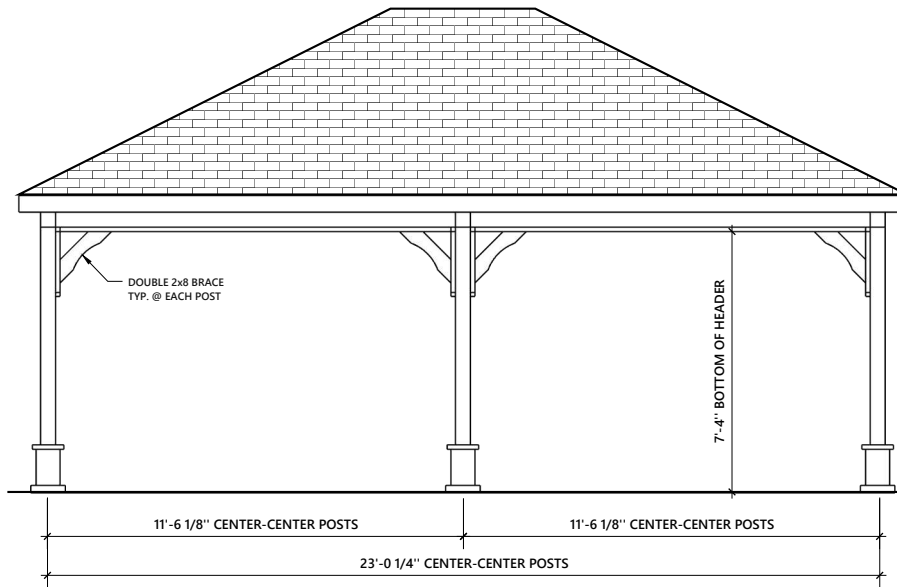 DOUBLE 2x8 BRACE
TYP. @ EACH POST
7'-4'' BOTTOM OF HEADER
11'-6 1/8'' CENTER-CENTER POSTS
11'-6 1/8'' CENTER-CENTER POSTS
23'-0 1/4'' CENTER-CENTER POSTS